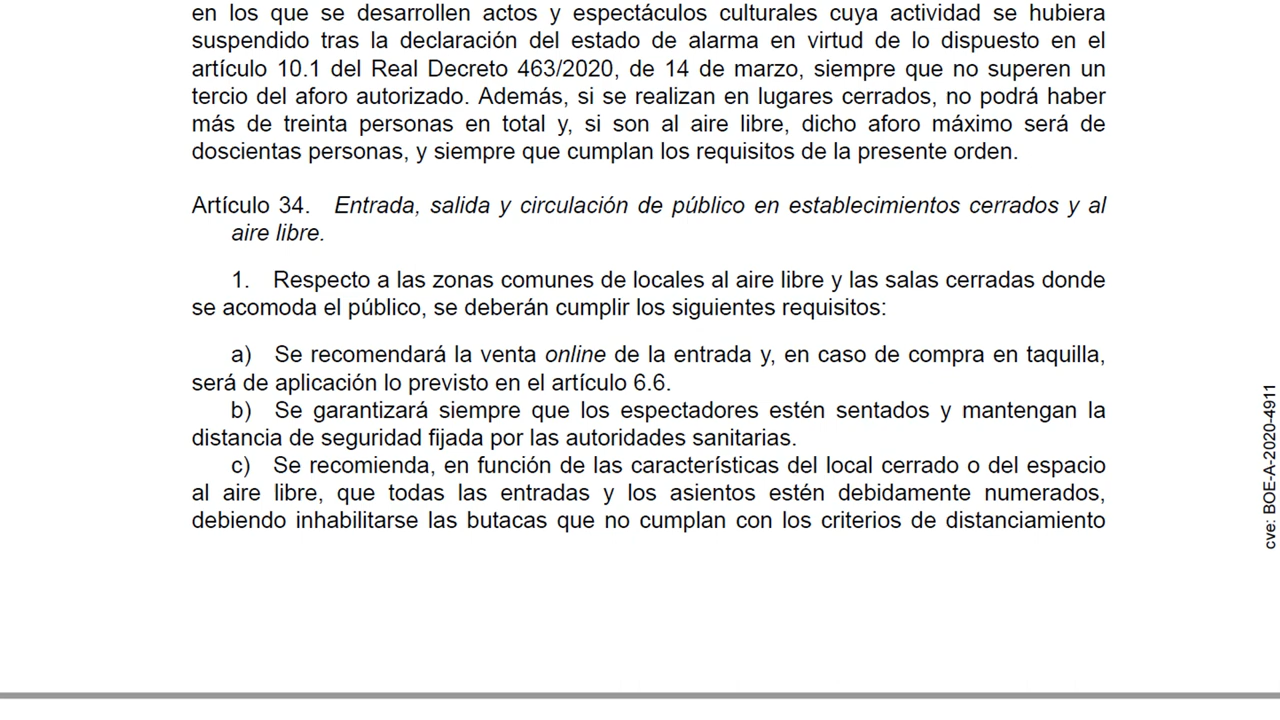 en los que se desarrollen actos y espectáculos culturales cuya actividad se hubiera
suspendido tras la declaración del estado de alarma en virtud de lo dispuesto en el
artículo 10.1 del Real Decreto 463/2020, de 14 de marzo, siempre que no superen un
tercio del aforo autorizado. Además, si se realizan en lugares cerrados, no podrá haber
más de treinta personas en total y, si son al aire libre, dicho aforo máximo será de
doscientas personas, y siempre que cumplan los requisitos de la presente orden.
Artículo 34. Entrada, salida y circulación de público en establecimientos cerrados y al
aire libre.
1. Respecto a las zonas comunes de locales al aire libre y las salas cerradas donde
se acomoda el público, se deberán cumplir los siguientes requisitos:
a) Se recomendará la venta online de la entrada y, en caso de compra en taquilla,
será de aplicación lo previsto en el artículo 6.6.
b) Se garantizará siempre que los espectadores estén sentados y mantengan la
distancia de seguridad fijada por las autoridades sanitarias.
c) Se recomienda, en función de las características del local cerrado o del espacio
al aire libre, que todas las entradas y los asientos estén debidamente numerados,
debiendo inhabilitarse las butacas que no cumplan con los criterios de distanciamiento
cve: BOE-A-2020-4911